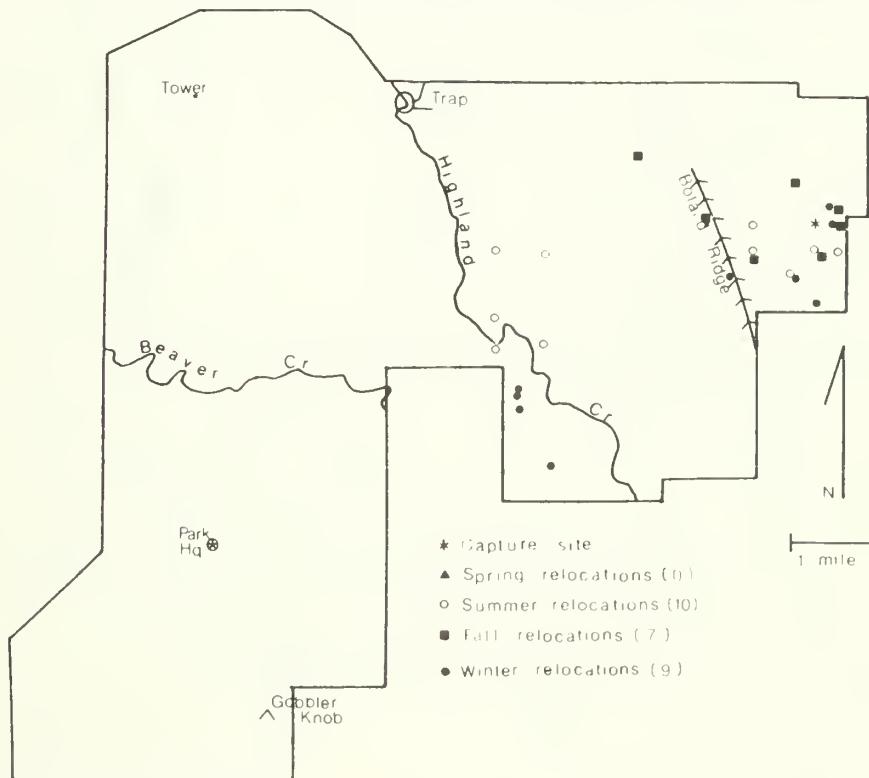 Tower
Trap
Highland
Ridge
Beaver Cr
Cr
Park
Hq
N
1 mile
Capture site
Spring relocations (0)
Summer relocations (10)
Fall relocations (7)
Winter relocations (9)
Gobbler
Knob